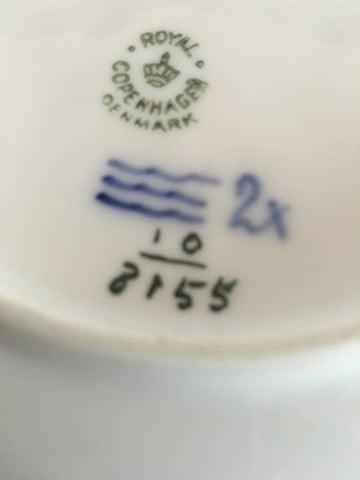 ROYAL
COPENHAGEN
DENMARK
2x
10
8155